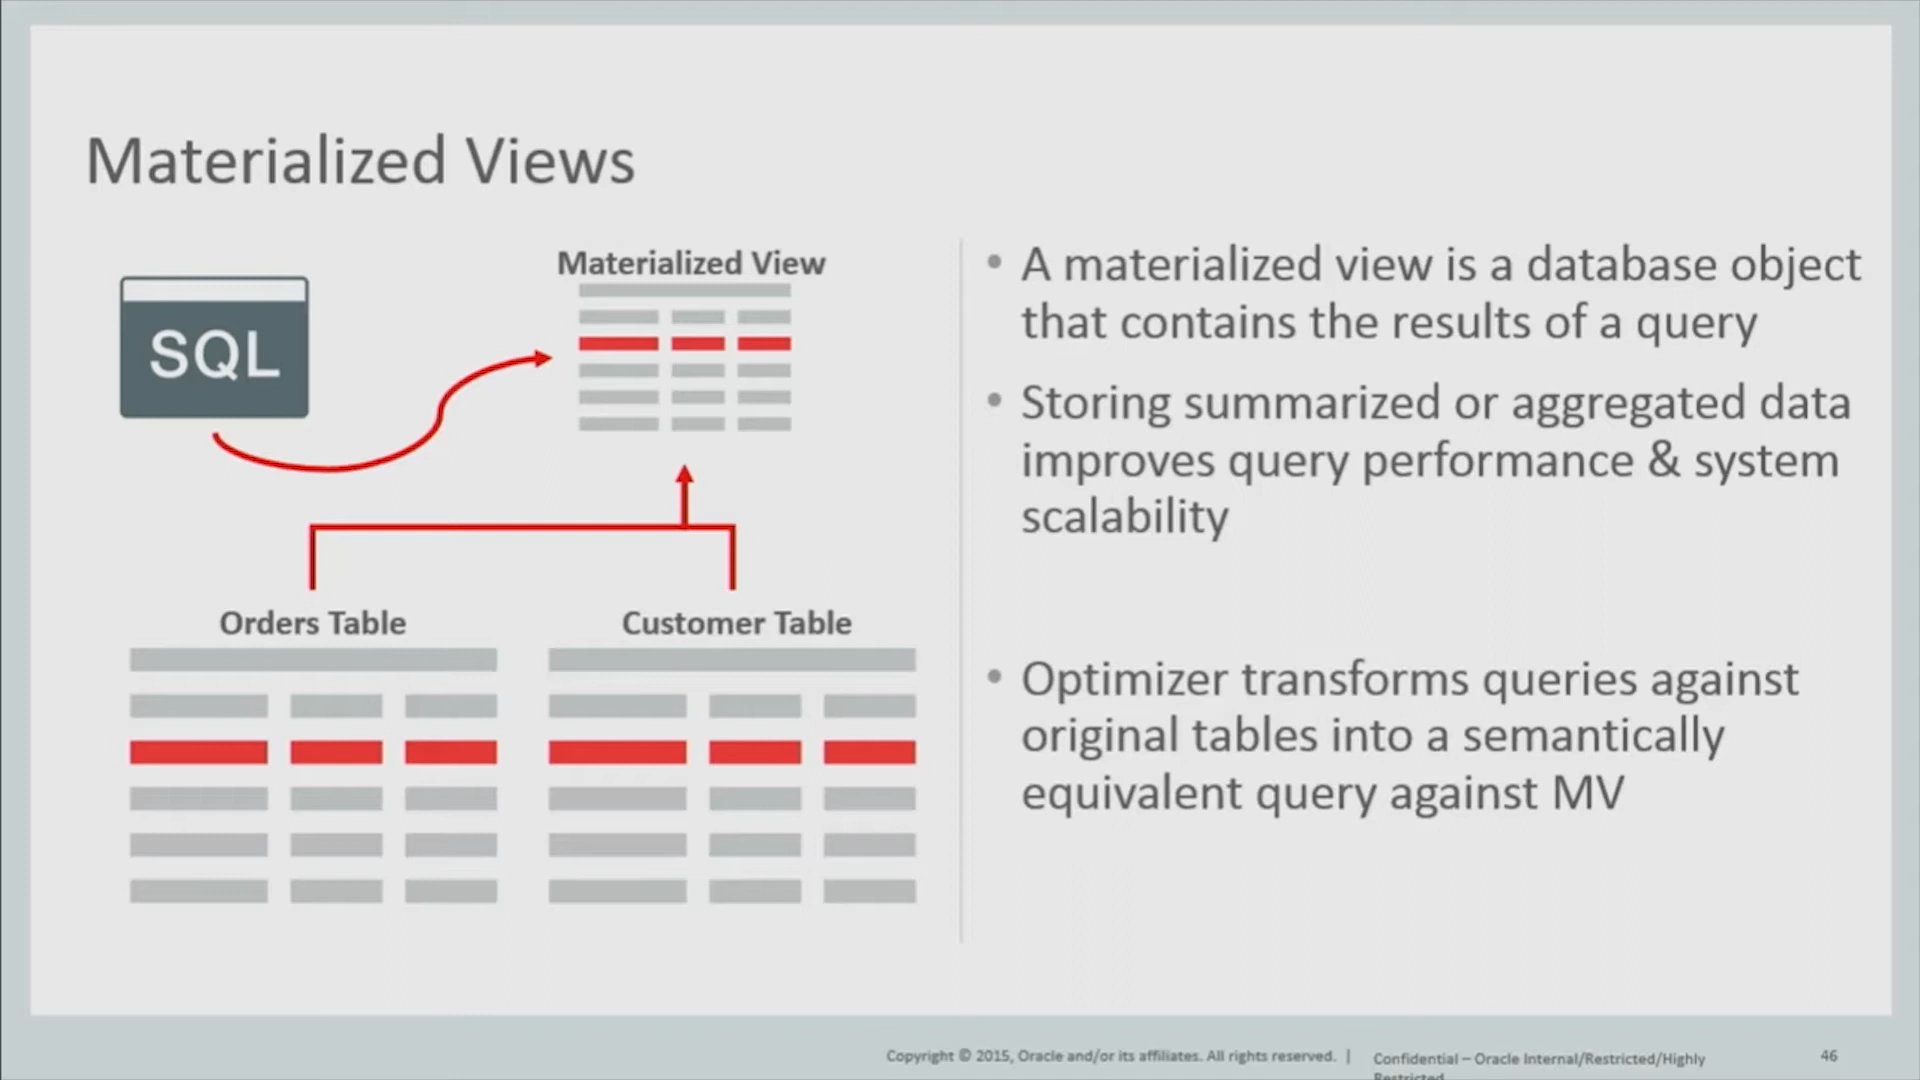 Materialized Views
SQL
Materialized View
Orders Table
Customer Table
• A materialized view is a database object
that contains the results of a query
• Storing summarized or aggregated data
improves query performance & system
scalability
• Optimizer transforms queries against
original tables into a semantically
equivalent query against MV
Copyright © 2015, Oracle and/or its affiliates. All rights reserved. |
Confidential – Oracle Internal/Restricted/Highly
Restricted
46